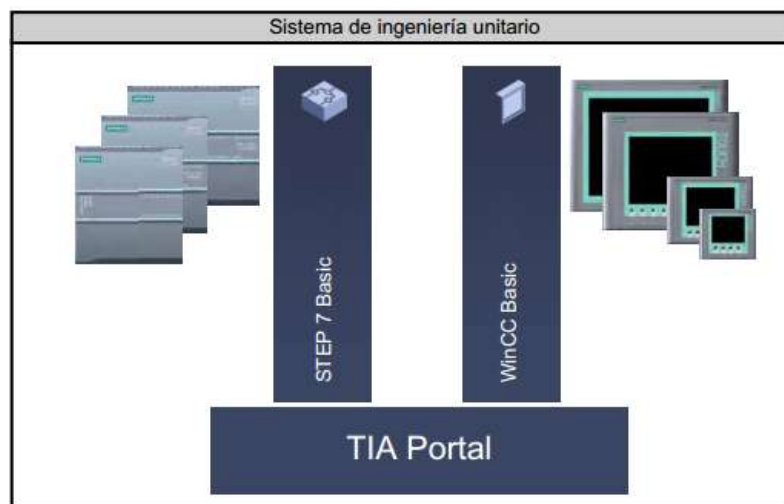 Sistema de ingeniería unitario
STEP 7 Basic
WinCC Basic
TIA Portal